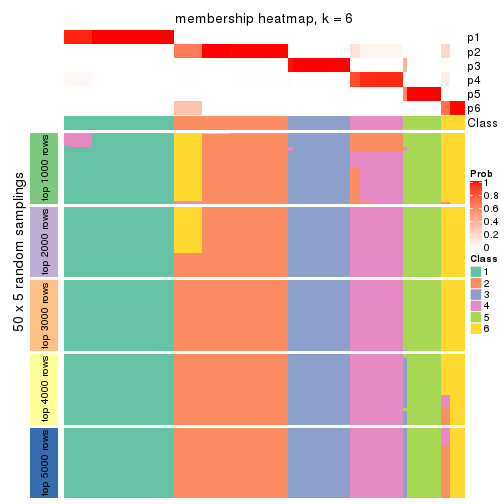 membership heatmap, k = 6
p1
p2
p3
p4
p5
p6
Class
50 x 5 random samplings
top 1000 rows
top 2000 rows
top 3000 rows
top 4000 rows
top 5000 rows
Prob
1
0.8
0.6
0.4
0.2
0
Class
1
2
3
4
5
6